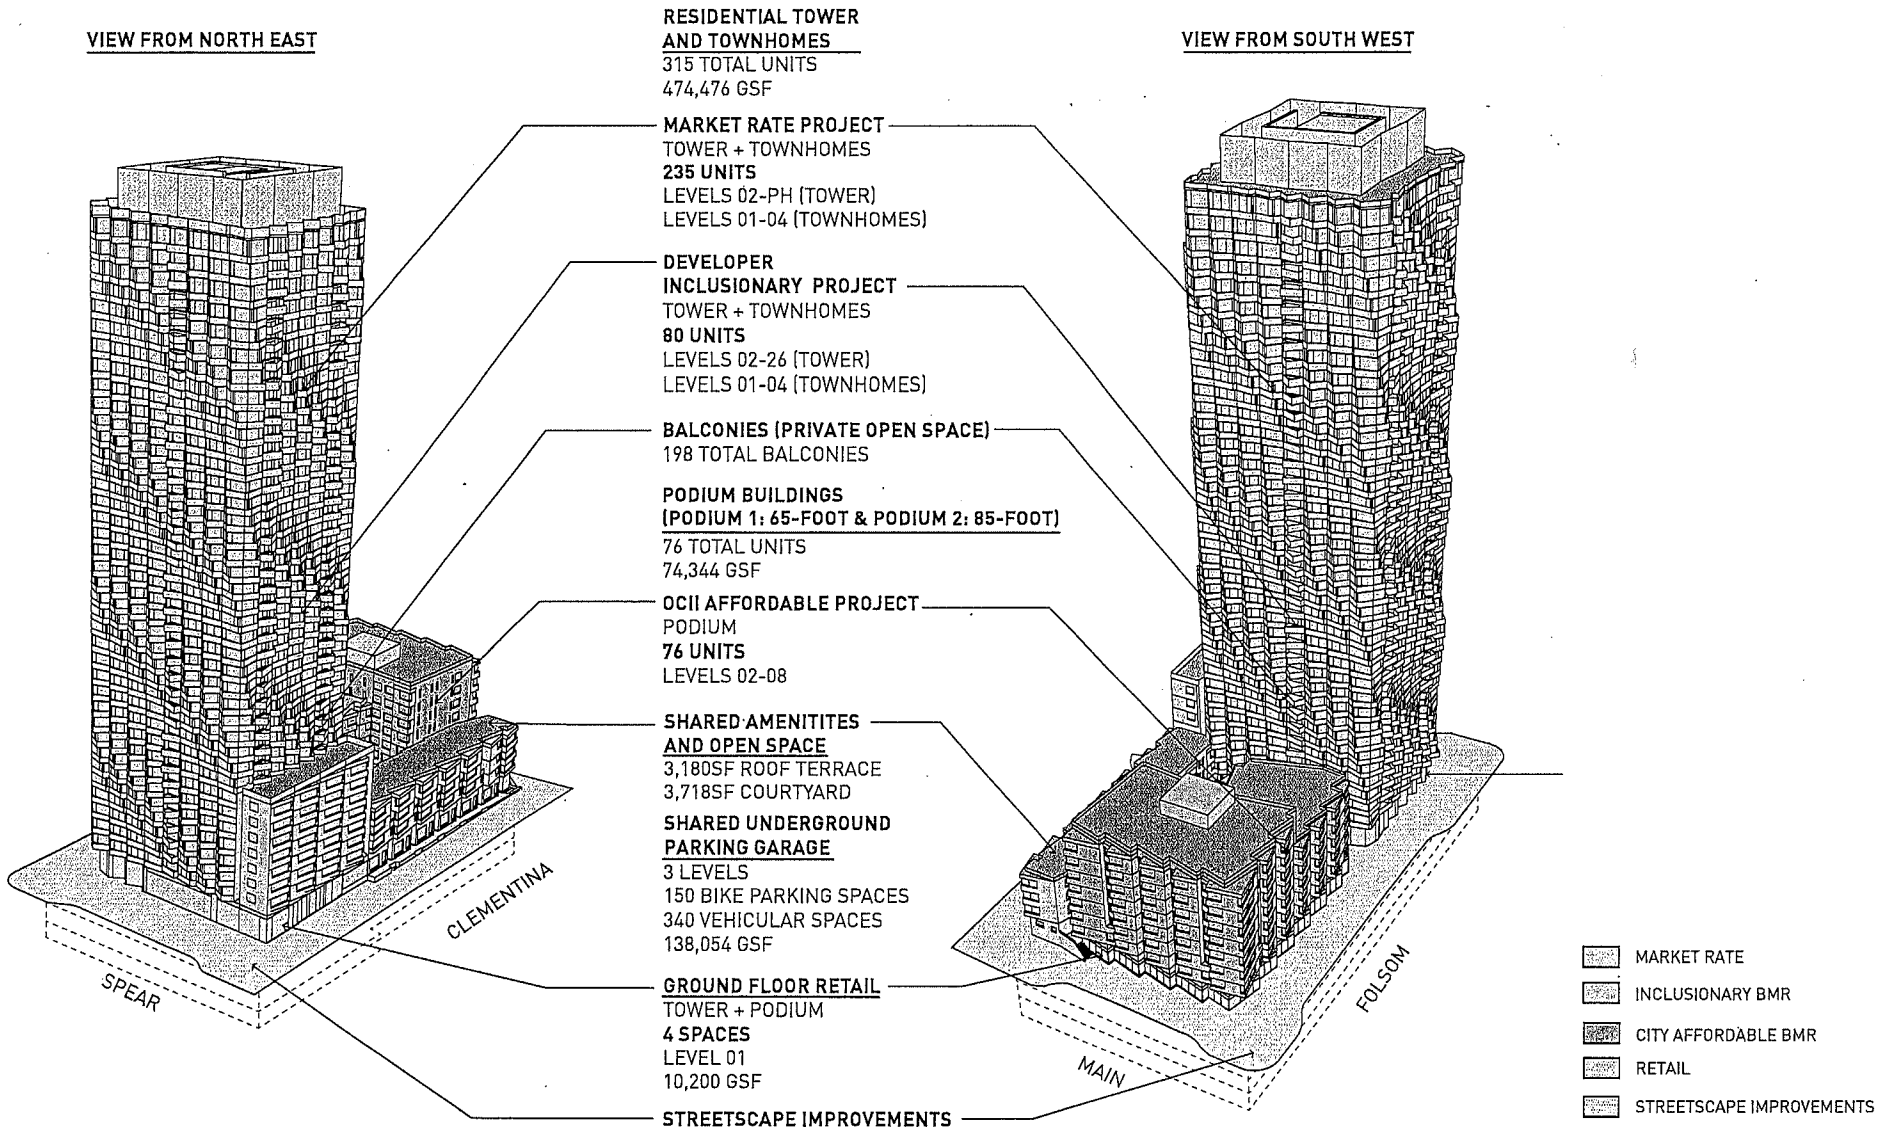 VIEW FROM NORTH EAST
RESIDENTIAL TOWER
AND TOWNHOMES
315 TOTAL UNITS
474,476 GSF
MARKET RATE PROJECT
TOWER + TOWNHOMES
235 UNITS
LEVELS 02-PH (TOWER)
LEVELS 01-04 (TOWNHOMES)
DEVELOPER
INCLUSIONARY PROJECT
TOWER + TOWNHOMES
80 UNITS
LEVELS 02-26 (TOWER)
LEVELS 01-04 (TOWNHOMES)
BALCONIES (PRIVATE OPEN SPACE)
198 TOTAL BALCONIES
PODIUM BUILDINGS
(PODIUM 1: 65-FOOT & PODIUM 2: 85-FOOT)
76 TOTAL UNITS
74,344 GSF
OCII AFFORDABLE PROJECT
PODIUM
76 UNITS
LEVELS 02-08
SHARED AMENITITES
AND OPEN SPACE
3,180SF ROOF TERRACE
3,718SF COURTYARD
SHARED UNDERGROUND
PARKING GARAGE
3 LEVELS
150 BIKE PARKING SPACES
340 VEHICULAR SPACES
138,054 GSF
GROUND FLOOR RETAIL
TOWER + PODIUM
4 SPACES
LEVEL 01
10,200 GSF
STREETSCAPE IMPROVEMENTS
SPEAR
CLEMENTINA
VIEW FROM SOUTH WEST
MAIN
FOLSOM
MARKET RATE
INCLUSIONARY BMR
CITY AFFORDABLE BMR
RETAIL
STREETSCAPE IMPROVEMENTS